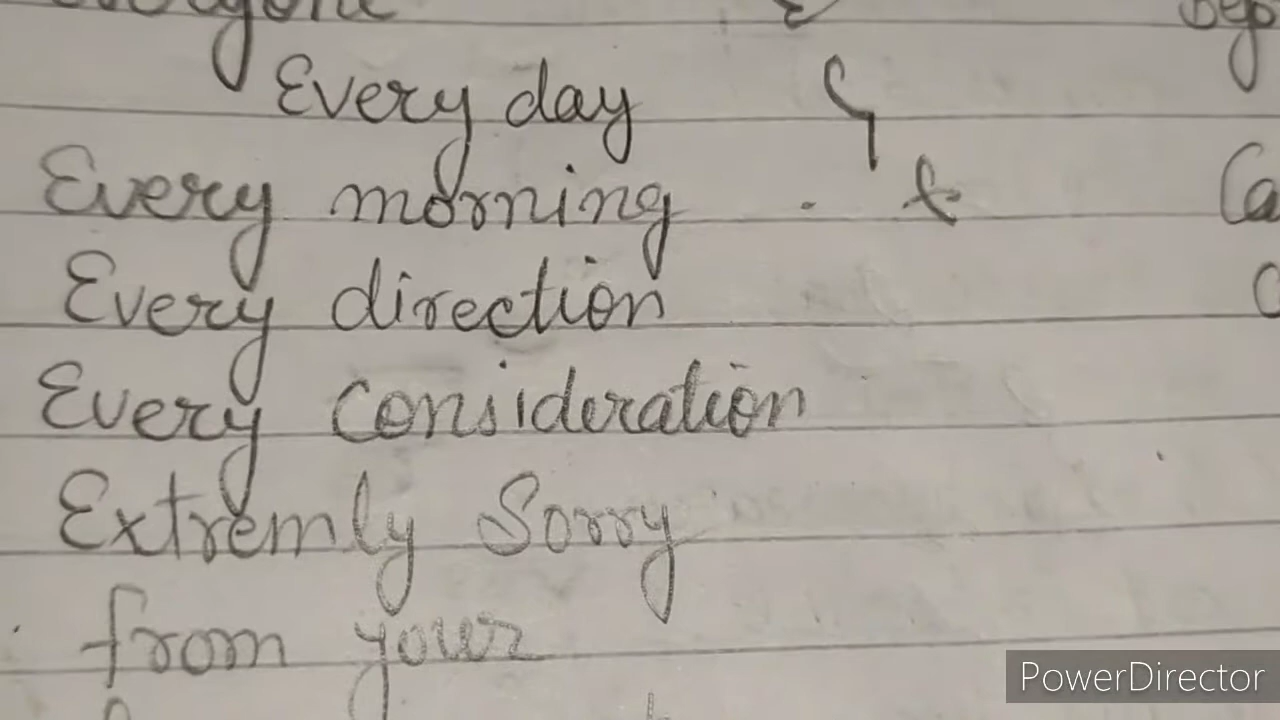 Every day
Every morning
Every direction
Every Consideration
Extremly Sorry
from your
PowerDirector